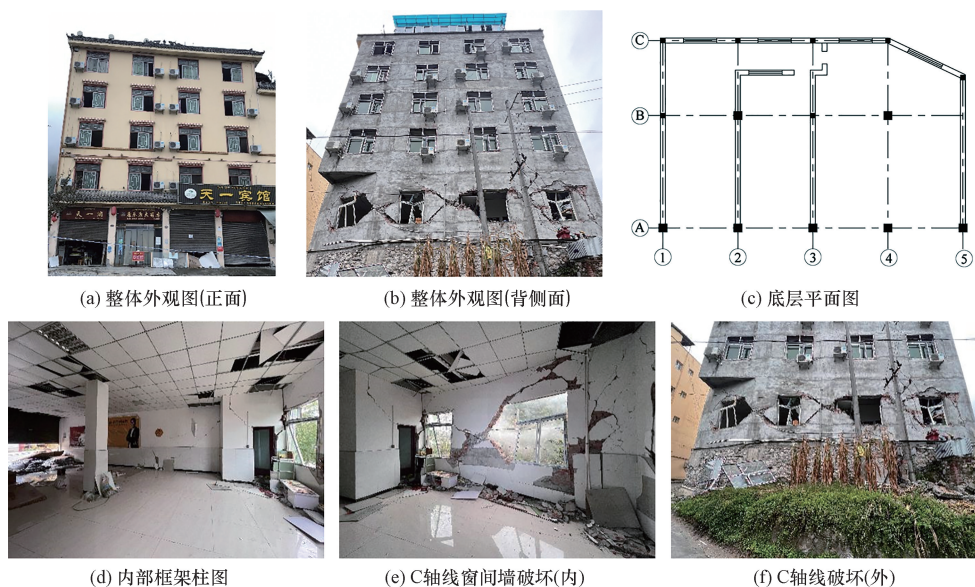 天一宾馆
天一湾
(a) 整体外观图(正面)
(b) 整体外观图(背侧面)
C
B
A
1
2
3
4
5
(c) 底层平面图
(d) 内部框架柱图
(e) C轴线窗间墙破坏(内)
(f) C轴线破坏(外)